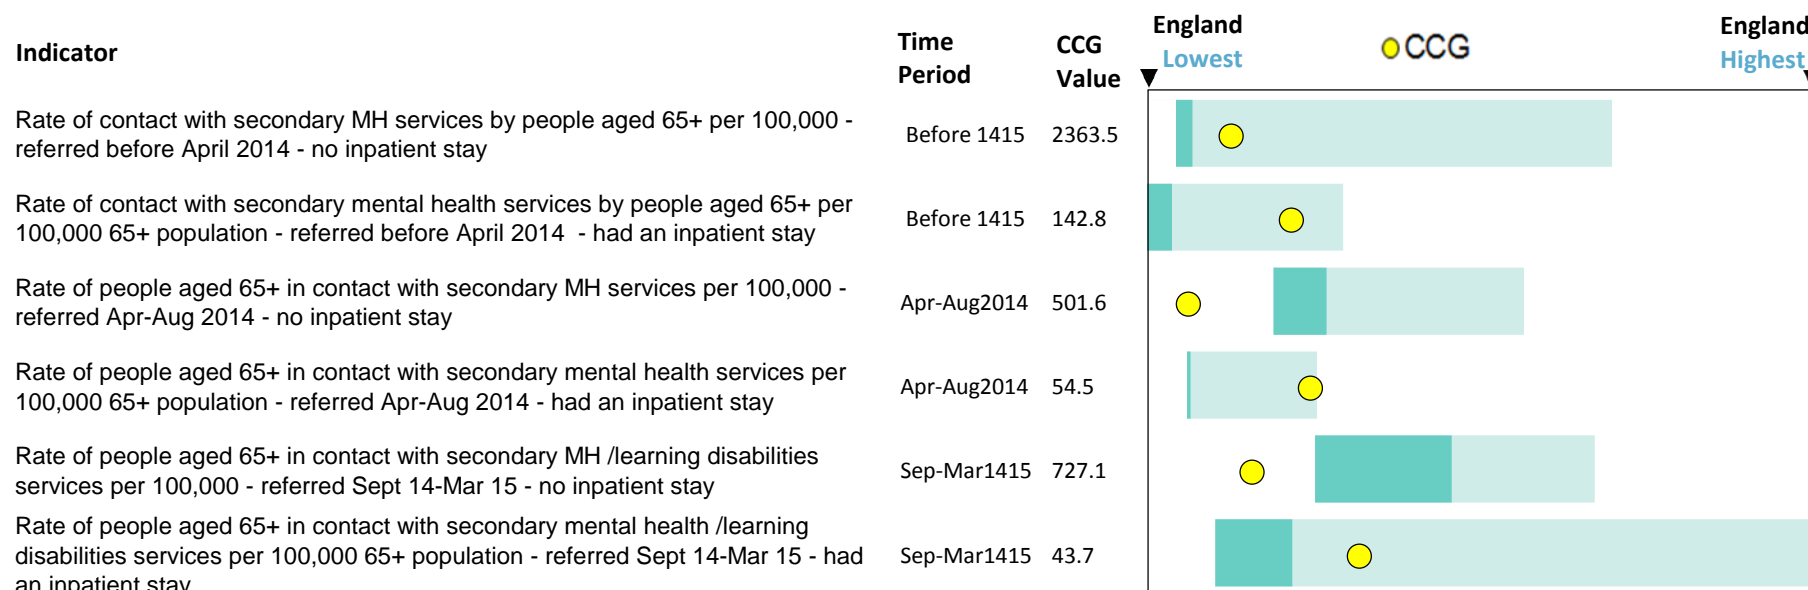 Indicator
Time Period
CCG Value
England Lowest
CCG
England Highest
Rate of contact with secondary MH services by people aged 65+ per 100,000 -
referred before April 2014 - no inpatient stay
Before 1415 2363.5
Rate of contact with secondary mental health services by people aged 65+ per
100,000 65+ population - referred before April 2014 - had an inpatient stay
Before 1415 142.8
Rate of people aged 65+ in contact with secondary MH services per 100,000 -
referred Apr-Aug 2014 - no inpatient stay
Apr-Aug2014 501.6
Rate of people aged 65+ in contact with secondary mental health services per
100,000 65+ population - referred Apr-Aug 2014 - had an inpatient stay
Apr-Aug2014 54.5
Rate of people aged 65+ in contact with secondary MH /learning disabilities
services per 100,000 - referred Sept 14-Mar 15 - no inpatient stay
Sep-Mar1415 727.1
Rate of people aged 65+ in contact with secondary mental health /learning
disabilities services per 100,000 65+ population - referred Sept 14-Mar 15 - had
an inpatient stay
Sep-Mar1415 43.7